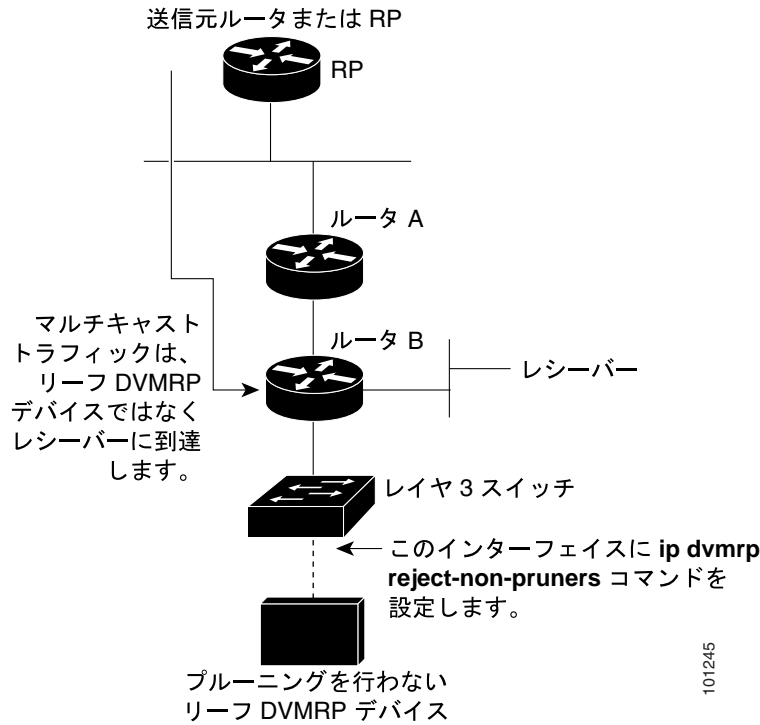 送信元ルータまたは RP
RP
ルータ A
ルータ B
マルチキャスト
トラフィックは、
リーフ DVMRP
デバイスではなく
レシーバーに到達
します。
レシーバー
レイヤ 3 スイッチ
このインターフェイスに ip dvmrp
reject-non-pruners コマンドを
設定します。
プルーニングを行わない
リーフ DVMRP デバイス
101245